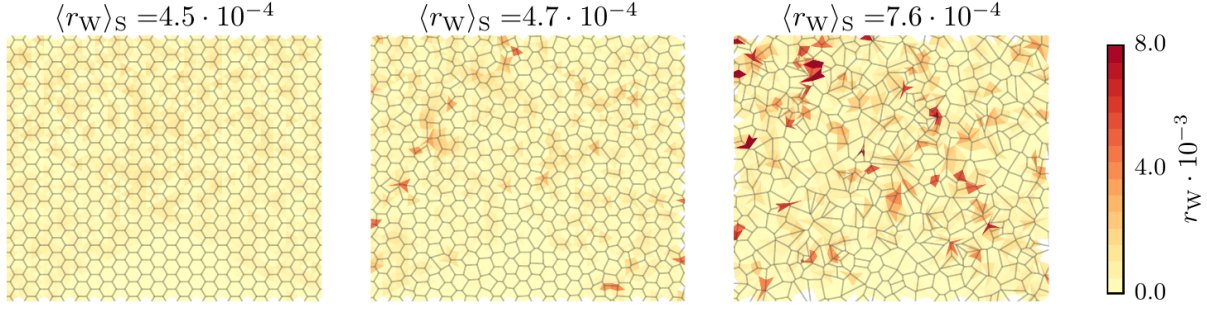 ⟨r_W⟩_S =4.5 · 10⁻⁴
⟨r_W⟩_S =4.7 · 10⁻⁴
⟨r_W⟩_S =7.6 · 10⁻⁴
8.0
4.0
0.0
r_W · 10⁻³